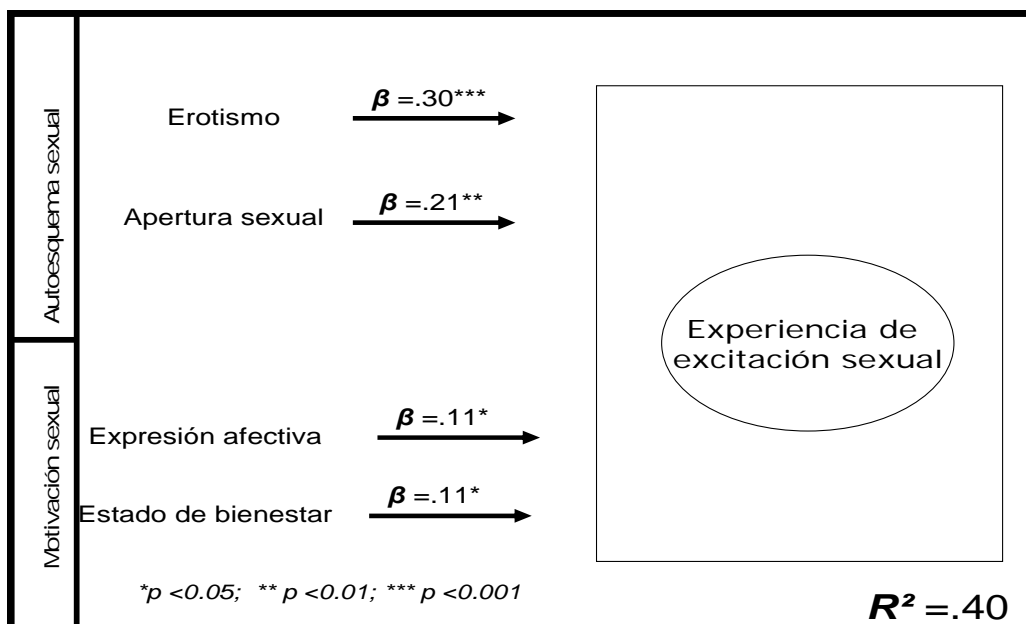 Autoesquema sexual
Erotismo
β =.30***
Apertura sexual
β =.21**
Motivación sexual
Expresión afectiva
β =.11*
Estado de bienestar
β =.11*
Experiencia de
excitación sexual
*p <0.05; ** p <0.01; *** p <0.001
R² =.40